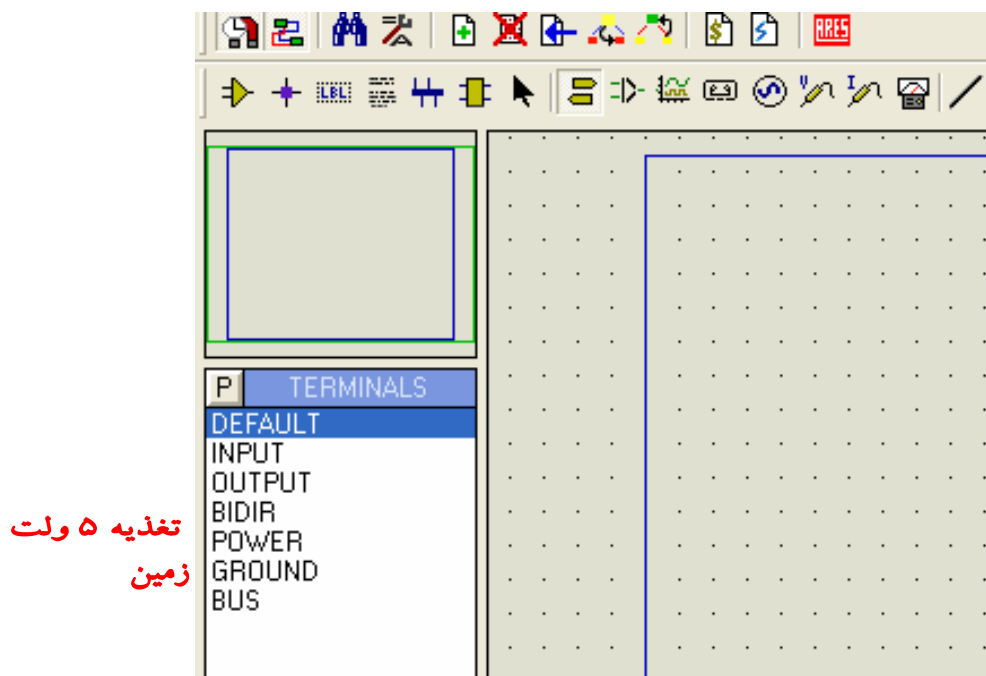 ARES
LBL
P TERMINALS
DEFAULT
INPUT
OUTPUT
BIDIR
تغذیه ۵ ولت
POWER
زمین
GROUND
BUS